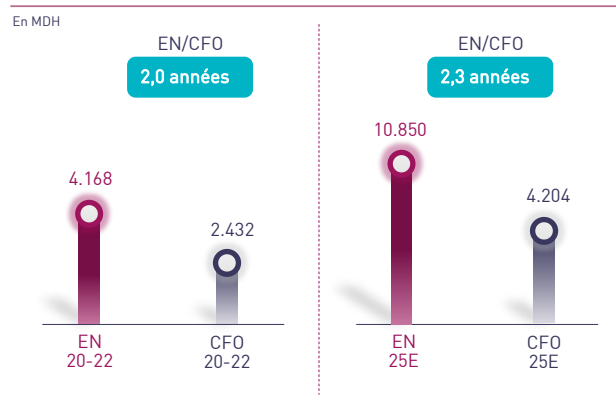 En MDH
EN/CFO
2,0 années
4.168
2.432
EN
20-22
CFO
20-22
EN/CFO
2,3 années
10.850
4.204
EN
25E
CFO
25E